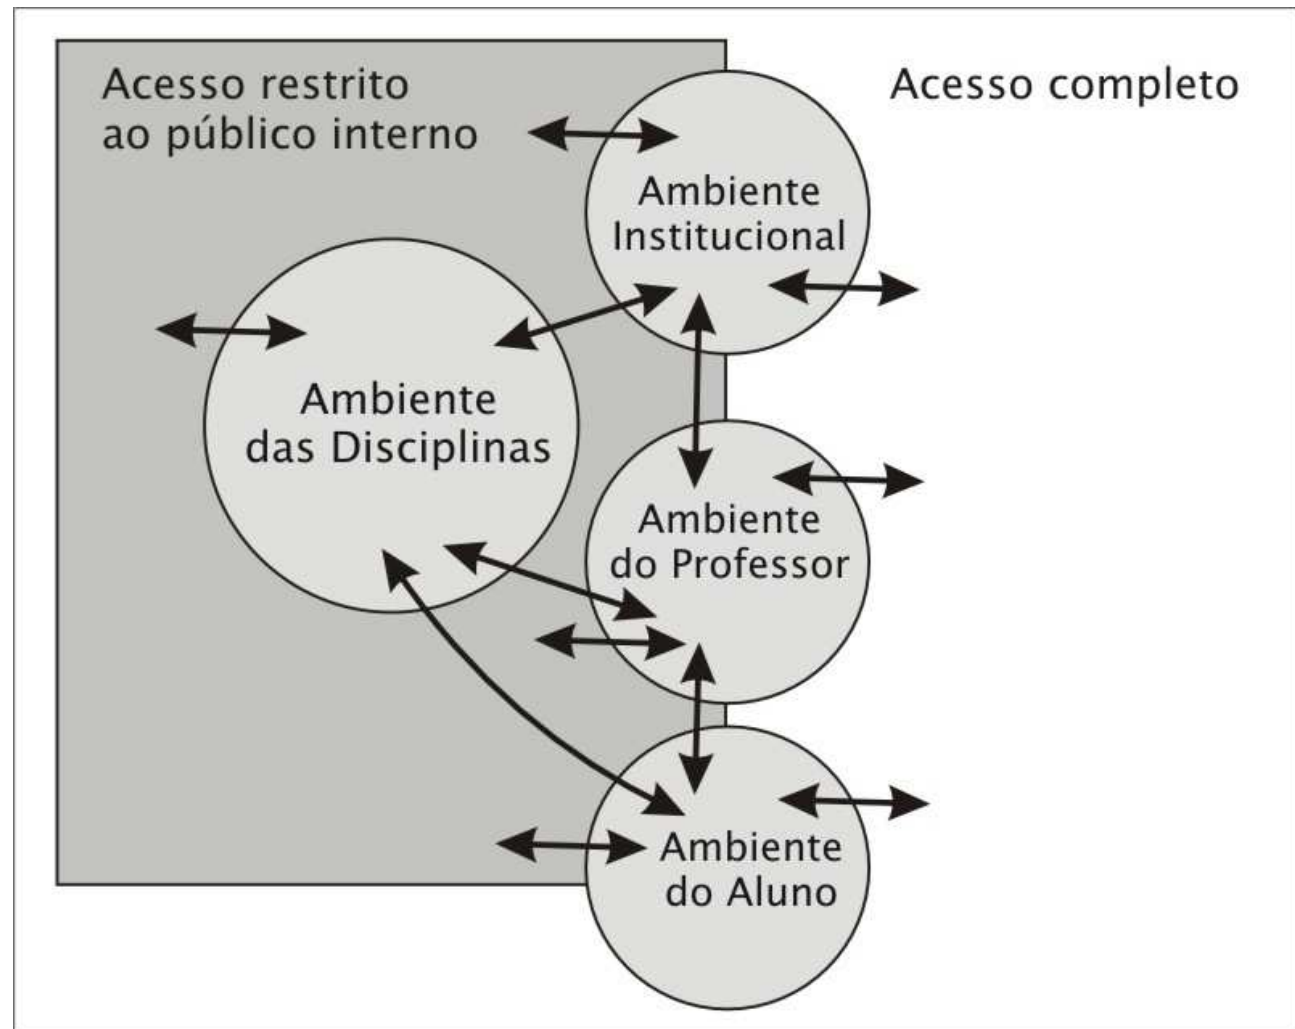 Acesso restrito
ao público interno
Acesso completo
Ambiente
Institucional
Ambiente
das Disciplinas
Ambiente
do Professor
Ambiente
do Aluno